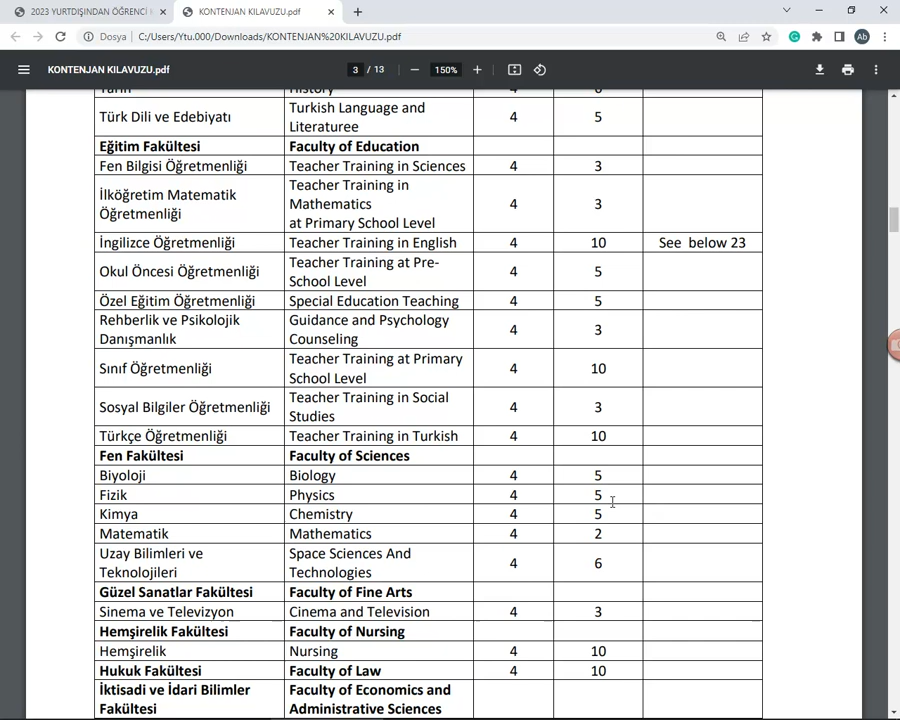 2023 YURTDIŞINDAN ÖĞRENCİ K
KONTENJAN KILAVUZU.pdf
Dosya C:/Users/Ytu.000/Downloads/KONTENJAN%20KILAVUZU.pdf
Ab
KONTENJAN KILAVUZU.pdf
3 / 13
150%
Tarih History 4 6
Türk Dili ve Edebiyatı Turkish Language and 4 5
Literaturee
Eğitim Fakültesi Faculty of Education
Fen Bilgisi Öğretmenliği Teacher Training in Sciences 4 3
İlköğretim Matematik Teacher Training in
Öğretmenliği Mathematics 4 3
at Primary School Level
İngilizce Öğretmenliği Teacher Training in English 4 10 See below 23
Okul Öncesi Öğretmenliği Teacher Training at Pre- 4 5
School Level
Özel Eğitim Öğretmenliği Special Education Teaching 4 5
Rehberlik ve Psikolojik Guidance and Psychology 4 3
Danışmanlık Counseling
Sınıf Öğretmenliği Teacher Training at Primary 4 10
School Level
Sosyal Bilgiler Öğretmenliği Teacher Training in Social 4 3
Studies
Türkçe Öğretmenliği Teacher Training in Turkish 4 10
Fen Fakültesi Faculty of Sciences
Biyoloji Biology 4 5
Fizik Physics 4 5
Kimya Chemistry 4 5
Matematik Mathematics 4 2
Uzay Bilimleri ve Space Sciences And 4 6
Teknolojileri Technologies
Güzel Sanatlar Fakültesi Faculty of Fine Arts
Sinema ve Televizyon Cinema and Television 4 3
Hemşirelik Fakültesi Faculty of Nursing
Hemşirelik Nursing 4 10
Hukuk Fakültesi Faculty of Law 4 10
İktisadi ve İdari Bilimler Faculty of Economics and
Fakültesi Administrative Sciences